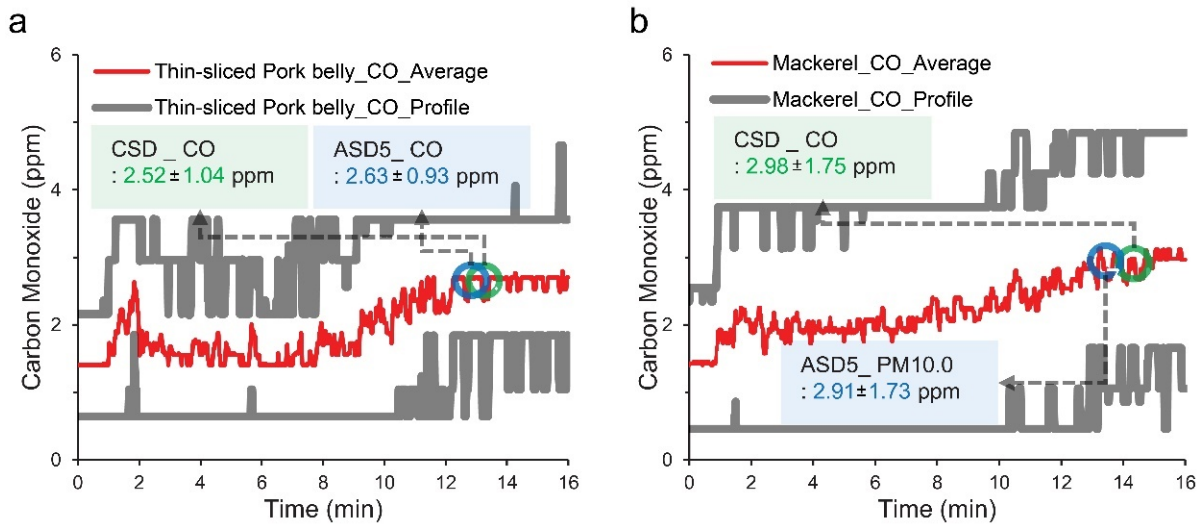 a
6
4
2
0
Carbon Monoxide (ppm)
Thin-sliced Pork belly_CO_Average
Thin-sliced Pork belly_CO_Profile
CSD _ CO
: 2.52±1.04 ppm
ASD5_ CO
: 2.63±0.93 ppm
0 2 4 6 8 10 12 14 16
Time (min)
b
6
4
2
0
Carbon Monoxide (ppm)
Mackerel_CO_Average
Mackerel_CO_Profile
CSD _ CO
: 2.98±1.75 ppm
ASD5_ PM10.0
: 2.91±1.73 ppm
0 2 4 6 8 10 12 14 16
Time (min)